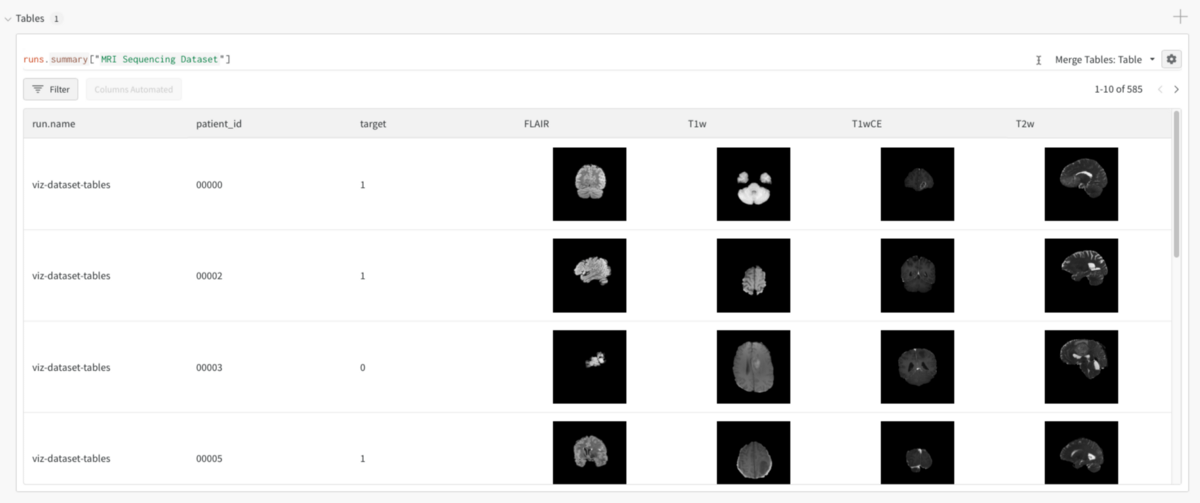 Tables 1
runs.summary["MRI Sequencing Dataset"] Merge Tables: Table
Filter Columns Automated 1-10 of 585
run.name patient_id target FLAIR T1w T1wCE T2w
viz-dataset-tables 00000 1
viz-dataset-tables 00002 1
viz-dataset-tables 00003 0
viz-dataset-tables 00005 1